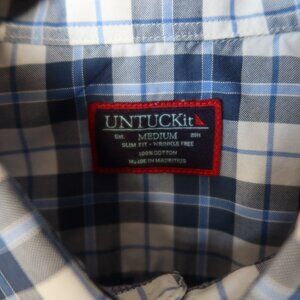 UNTUCKit
Est. MEDIUM 2011
SLIM FIT - WRINKLE FREE
100% COTTON
MADE IN MAURITIUS